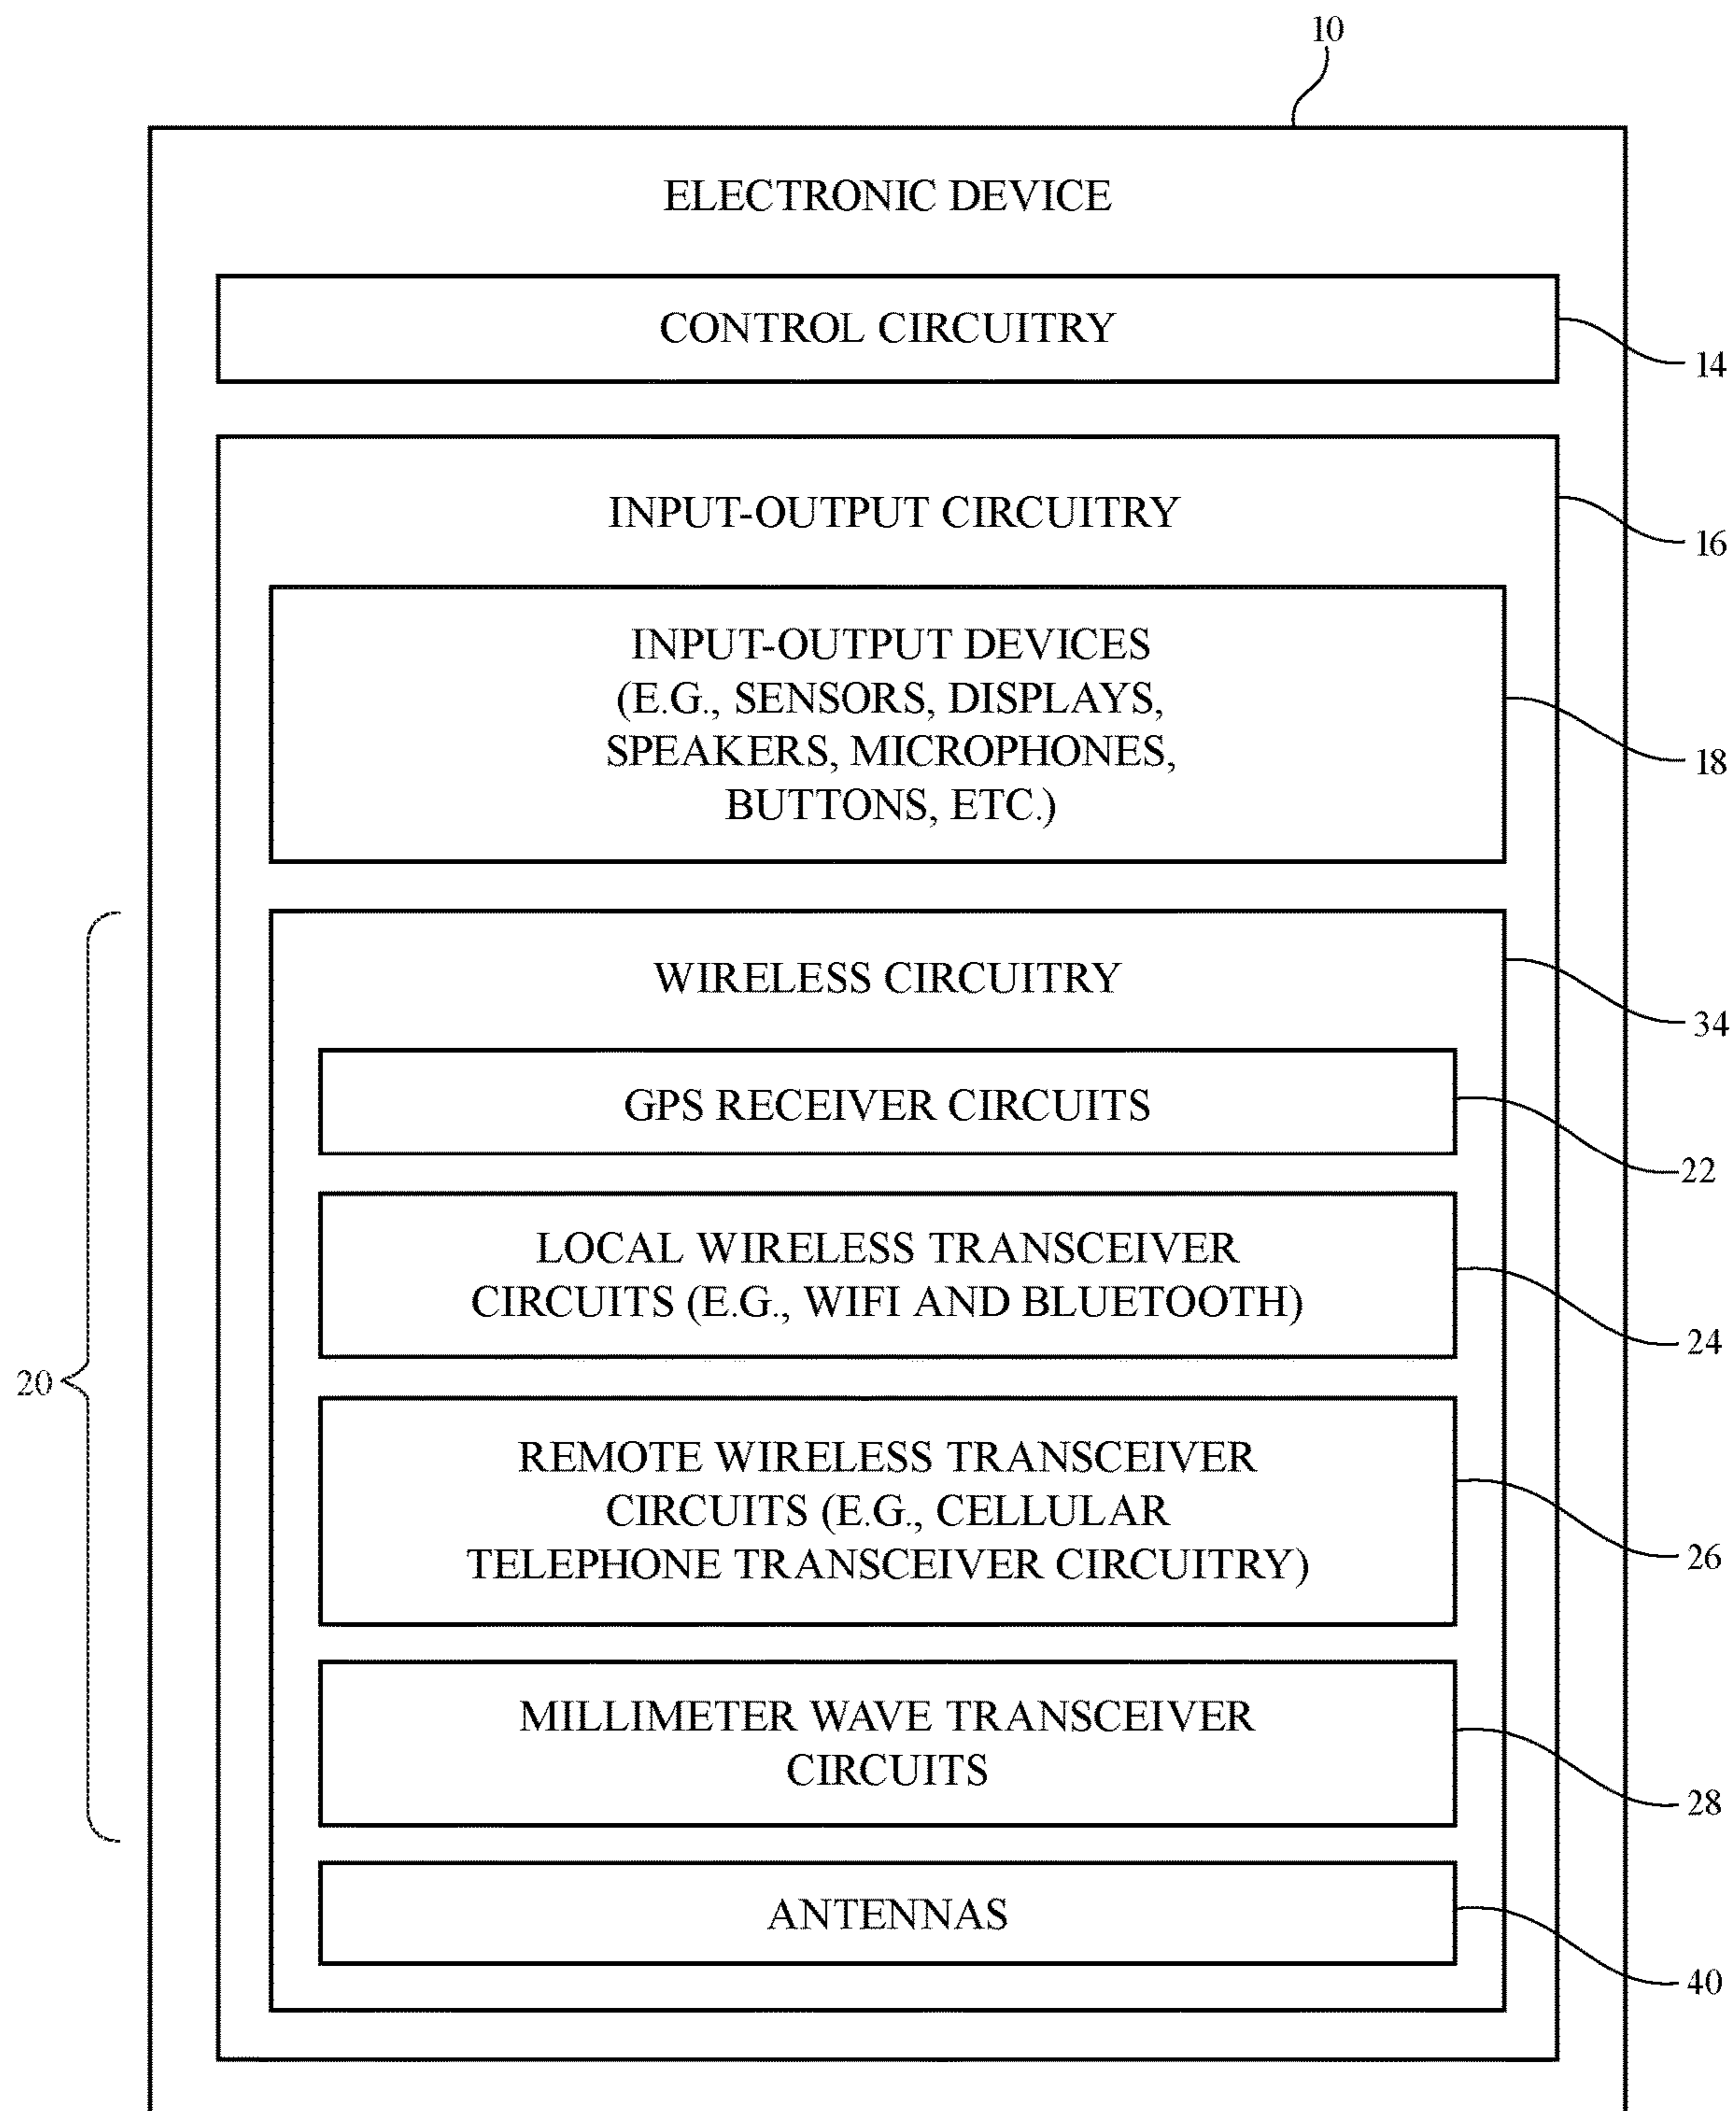 10
ELECTRONIC DEVICE
CONTROL CIRCUITRY
14
INPUT-OUTPUT CIRCUITRY
16
INPUT-OUTPUT DEVICES
(E.G., SENSORS, DISPLAYS,
SPEAKERS, MICROPHONES,
BUTTONS, ETC.)
18
WIRELESS CIRCUITRY
34
GPS RECEIVER CIRCUITS
22
LOCAL WIRELESS TRANSCEIVER
CIRCUITS (E.G., WIFI AND BLUETOOTH)
24
20
REMOTE WIRELESS TRANSCEIVER
CIRCUITS (E.G., CELLULAR
TELEPHONE TRANSCEIVER CIRCUITRY)
26
MILLIMETER WAVE TRANSCEIVER
CIRCUITS
28
ANTENNAS
40